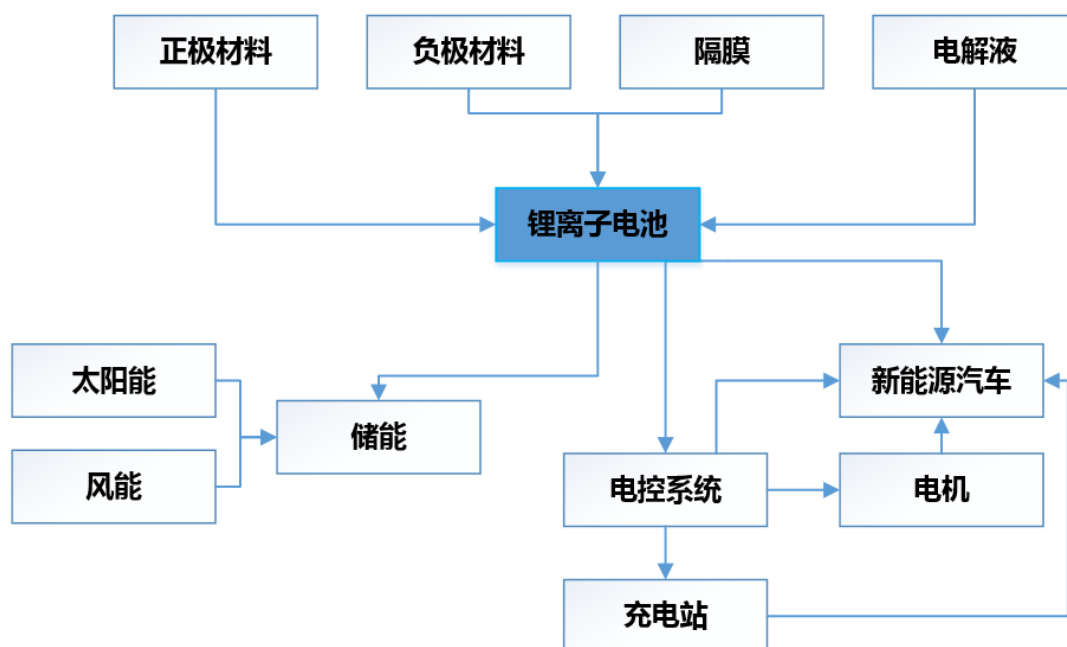 正极材料
负极材料
隔膜
电解液
锂离子电池
太阳能
新能源汽车
储能
风能
电控系统
电机
充电站